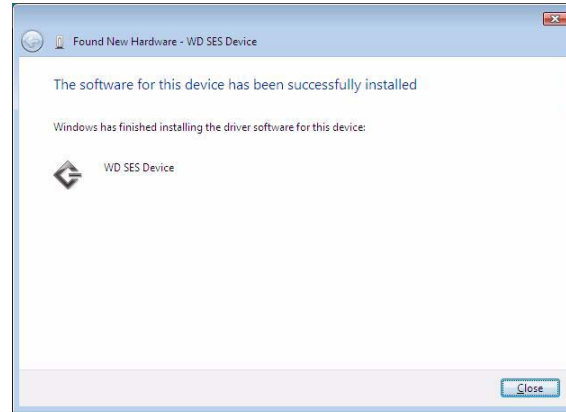 Found New Hardware - WD SES Device
The software for this device has been successfully installed
Windows has finished installing the driver software for this device:
WD SES Device
Close